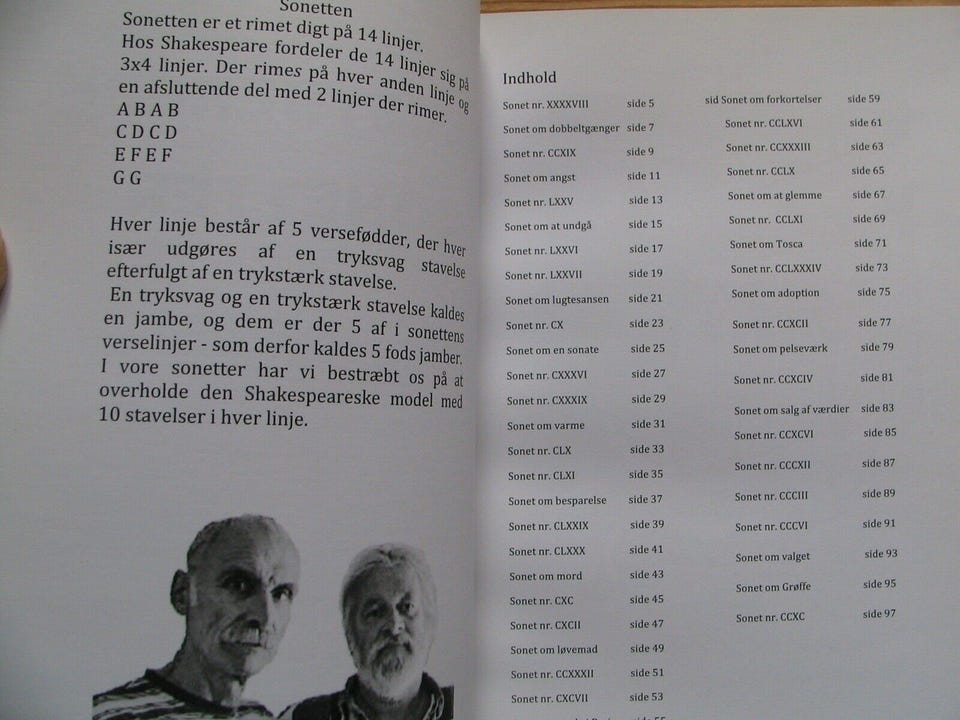 Sonetten
Sonetten er et rimet digt på 14 linjer.
Hos Shakespeare fordeler de 14 linjer sig på
3x4 linjer. Der rimes på hver anden linje og
en afsluttende del med 2 linjer der rimer.
A B A B
C D C D
E F E F
G G
Hver linje består af 5 versefødder, der hver
især udgøres af en tryksvag stavelse
efterfulgt af en trykstærk stavelse.
En tryksvag og en trykstærk stavelse kaldes
en jambe, og dem er der 5 af i sonettens
verselinjer - som derfor kaldes 5 fods jamber.
I vore sonetter har vi bestræbt os på at
overholde den Shakespeareske model med
10 stavelser i hver linje.
Indhold
Sonet nr. XXXXVIII side 5
Sonet om dobbeltgænger side 7
Sonet nr. CCXIX side 9
Sonet om angst side 11
Sonet nr. LXXV side 13
Sonet om at undgå side 15
Sonet nr. LXXVI side 17
Sonet nr. LXXVII side 19
Sonet om lugtesansen side 21
Sonet nr. CX side 23
Sonet om en sonate side 25
Sonet nr. CXXXVI side 27
Sonet nr. CXXXIX side 29
Sonet om varme side 31
Sonet nr. CLX side 33
Sonet nr. CLXI side 35
Sonet om besparelse side 37
Sonet nr. CLXXIX side 39
Sonet nr. CLXXX side 41
Sonet om mord side 43
Sonet nr. CXC side 45
Sonet nr. CXCII side 47
Sonet om løvemad side 49
Sonet nr. CCXXXII side 51
Sonet nr. CXCVII side 53
side 55
sid Sonet om forkortelser side 59
Sonet nr. CCLXVI side 61
Sonet nr. CCXXXIII side 63
Sonet nr. CCLX side 65
Sonet om at glemme side 67
Sonet nr. CCLXI side 69
Sonet om Tosca side 71
Sonet nr. CCLXXXIV side 73
Sonet om adoption side 75
Sonet nr. CCXCII side 77
Sonet om pelseværk side 79
Sonet nr. CCXCIV side 81
Sonet om salg af værdier side 83
Sonet nr. CCXCVI side 85
Sonet nr. CCCXII side 87
Sonet nr. CCCIII side 89
Sonet nr. CCCVI side 91
Sonet om valget side 93
Sonet om Grøffe side 95
Sonet nr. CCXC side 97